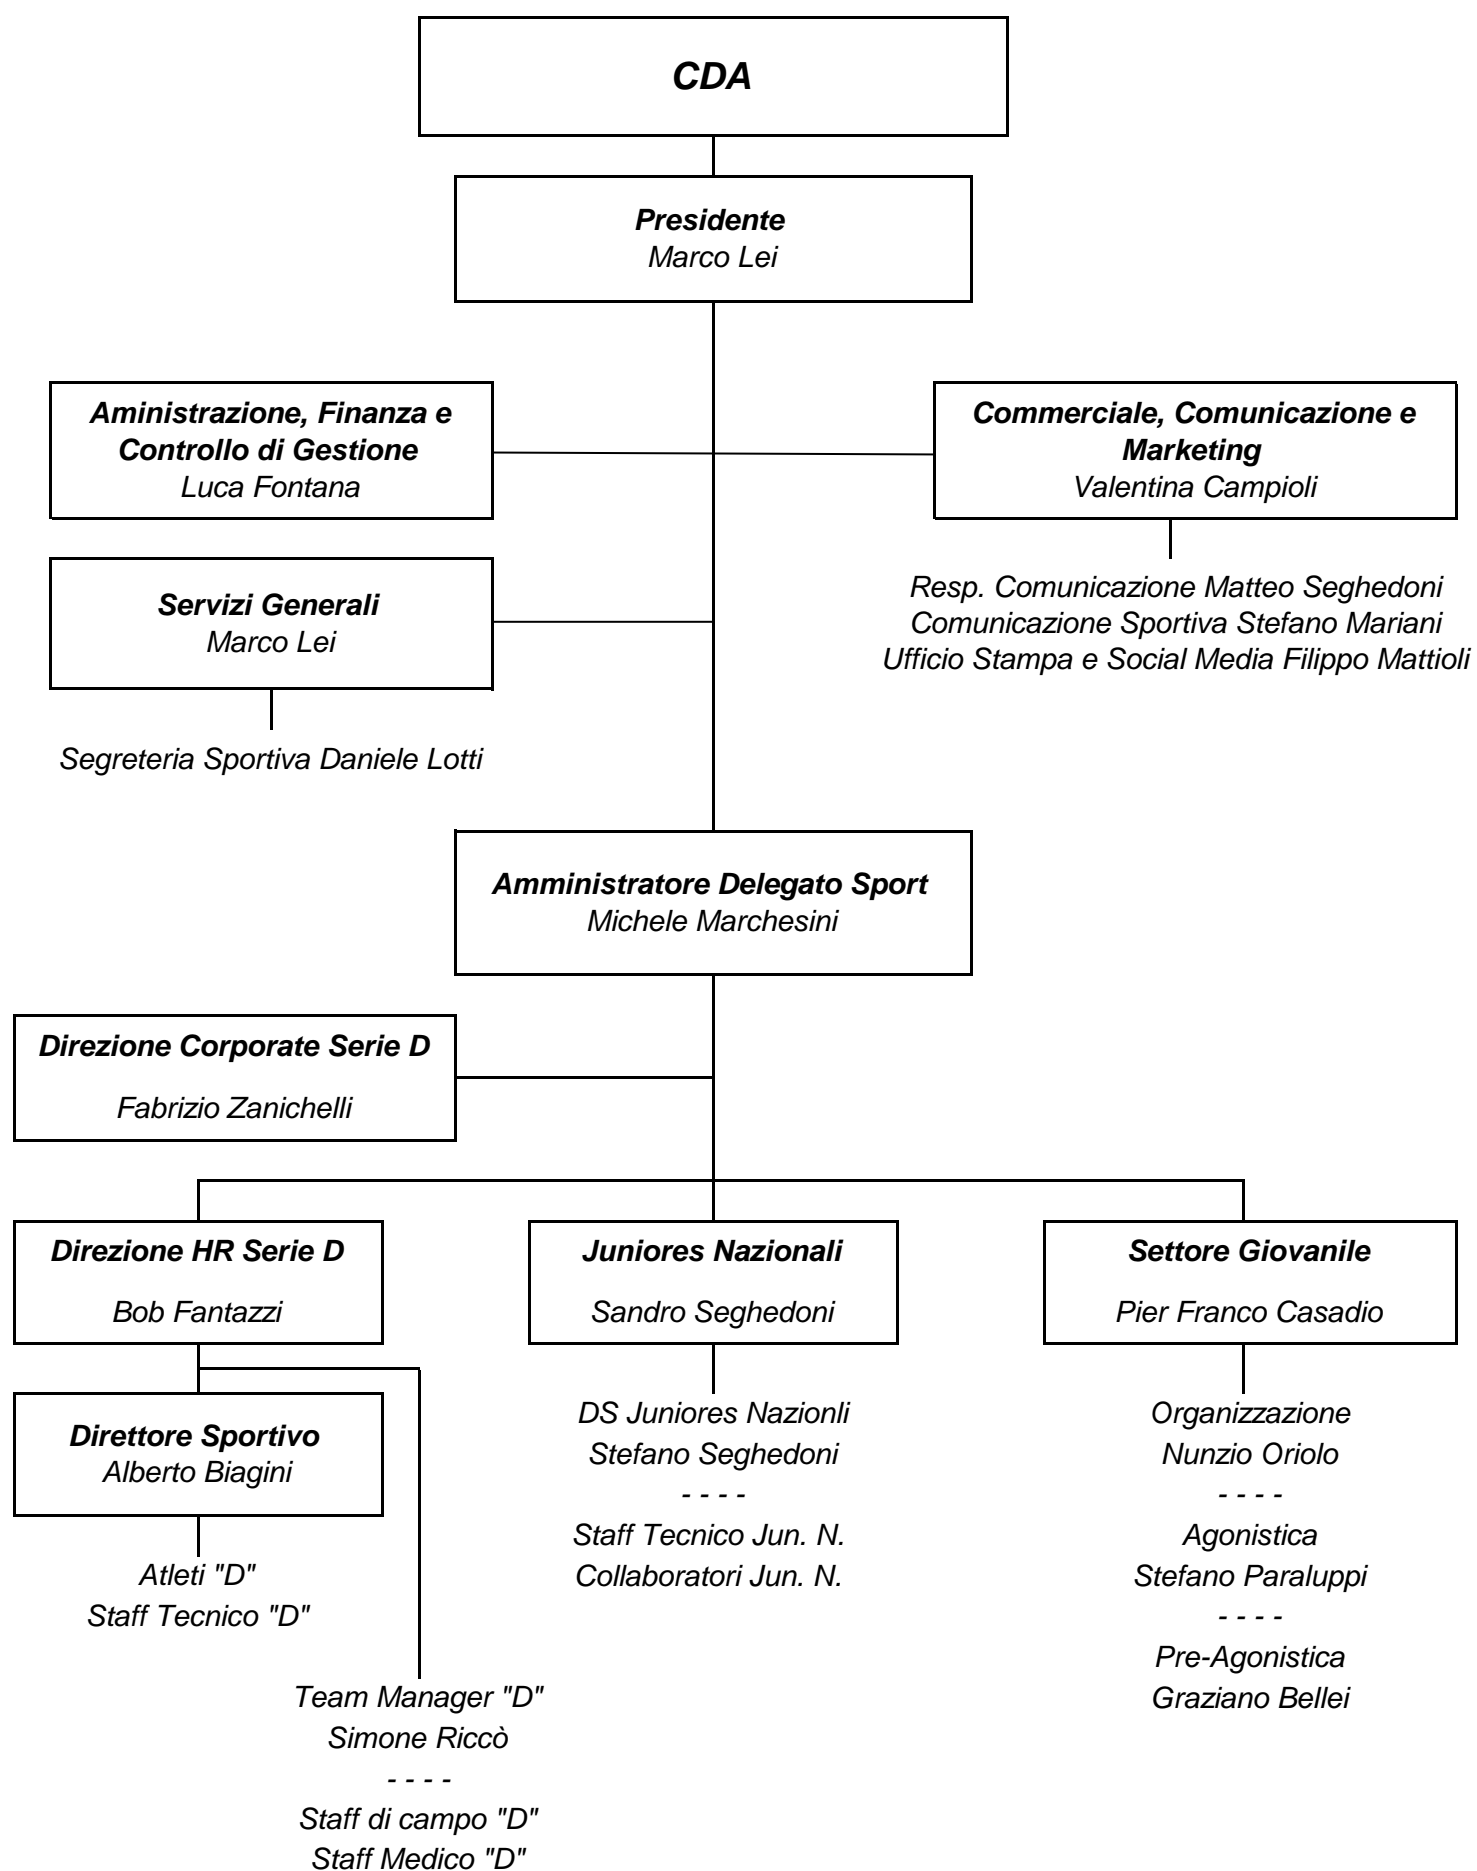 CDA
Presidente
Marco Lei
Aministrazione, Finanza e
Controllo di Gestione
Luca Fontana
Commerciale, Comunicazione e
Marketing
Valentina Campioli
Servizi Generali
Marco Lei
Resp. Comunicazione Matteo Seghedoni
Comunicazione Sportiva Stefano Mariani
Ufficio Stampa e Social Media Filippo Mattioli
Segreteria Sportiva Daniele Lotti
Amministratore Delegato Sport
Michele Marchesini
Direzione Corporate Serie D
Fabrizio Zanichelli
Direzione HR Serie D
Bob Fantazzi
Juniores Nazionali
Sandro Seghedoni
Settore Giovanile
Pier Franco Casadio
Direttore Sportivo
Alberto Biagini
Atleti "D"
Staff Tecnico "D"
Team Manager "D"
Simone Riccò
- - - -
Staff di campo "D"
Staff Medico "D"
DS Juniores Nazionli
Stefano Seghedoni
- - - -
Staff Tecnico Jun. N.
Collaboratori Jun. N.
Organizzazione
Nunzio Oriolo
- - - -
Agonistica
Stefano Paraluppi
- - - -
Pre-Agonistica
Graziano Bellei